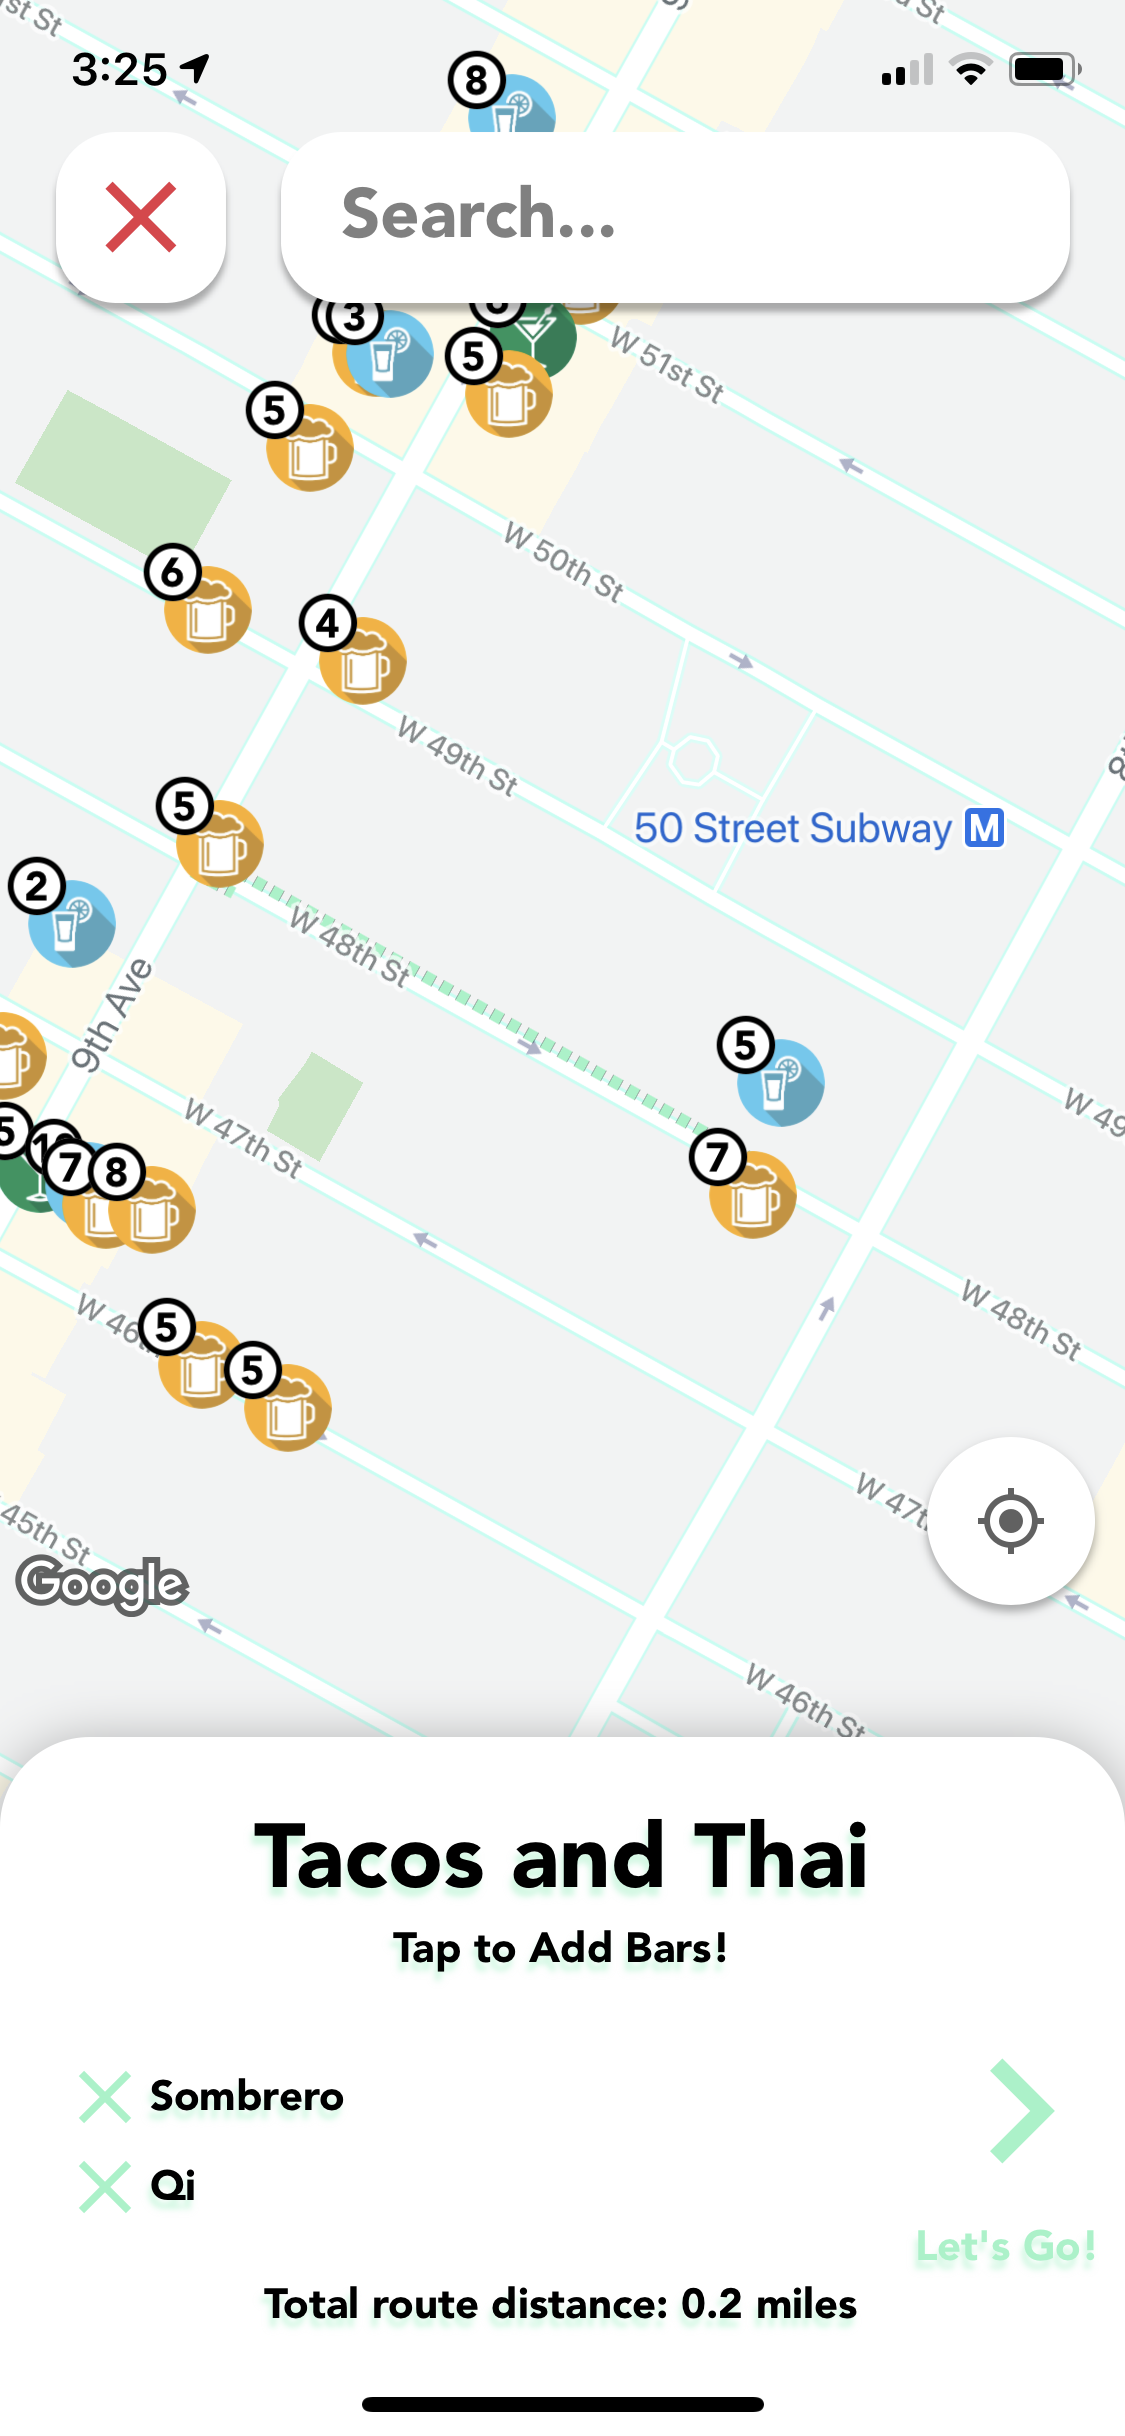 3:25
8
Search...
3
5
W 51st St
5
W 50th St
6
4
W 49th St
50 Street Subway M
5
2
W 48th St
9th Ave
5
W 49
W 47th St
5
7
8
7
W 48th St
W 46
5
5
W 47
45th St
Google
W 46th St
Tacos and Thai
Tap to Add Bars!
Sombrero
Qi
Let's Go!
Total route distance: 0.2 miles